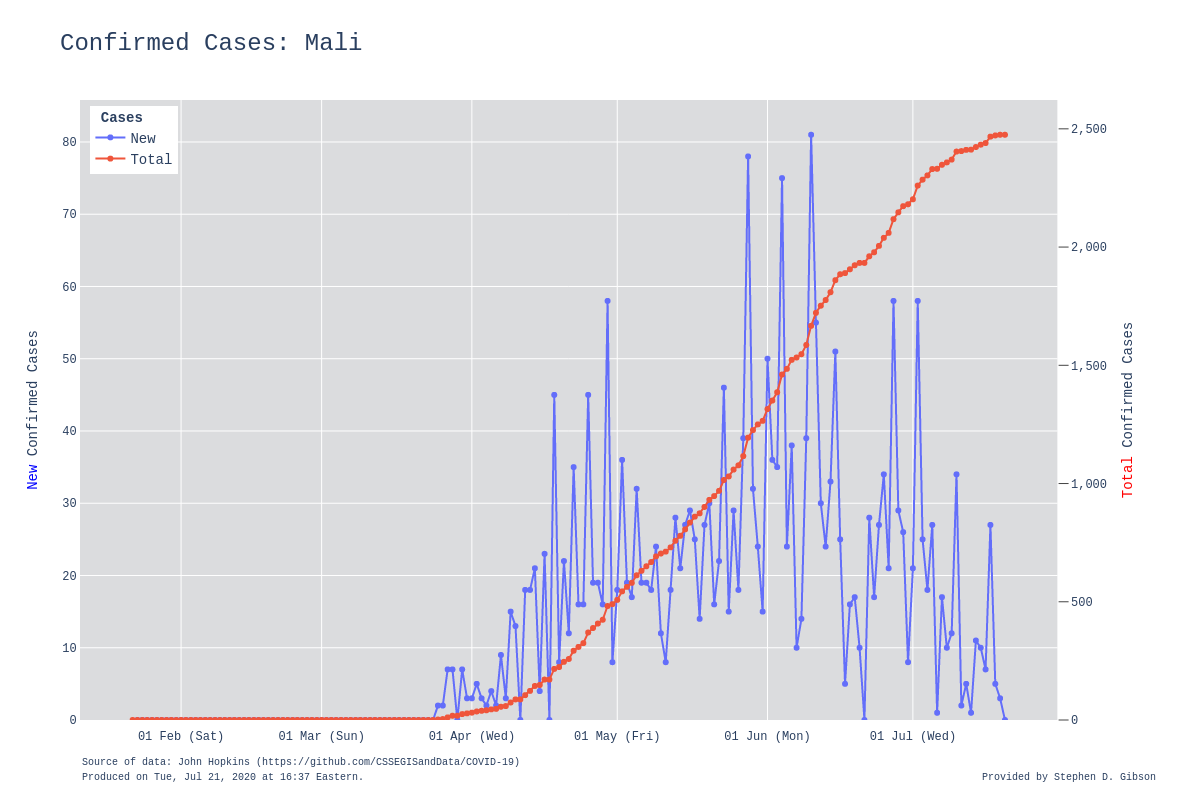 Confirmed Cases: Mali
Cases
New
Total
80
70
60
50
40
30
20
10
0
2,500
2,000
1,500
1,000
500
0
New Confirmed Cases
Total Confirmed Cases
01 Feb (Sat)
01 Mar (Sun)
01 Apr (Wed)
01 May (Fri)
01 Jun (Mon)
01 Jul (Wed)
Source of data: John Hopkins (https://github.com/CSSEGISandData/COVID-19)
Produced on Tue, Jul 21, 2020 at 16:37 Eastern.
Provided by Stephen D. Gibson